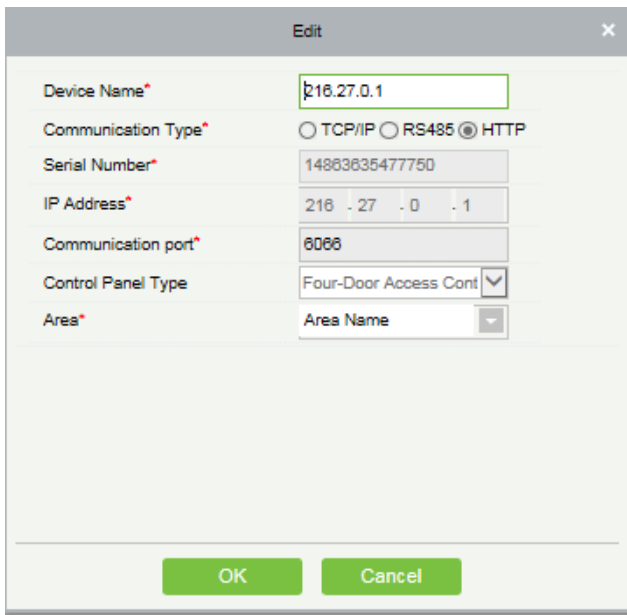 Edit ×
Device Name* 216.27.0.1
Communication Type* TCP/IP RS485 HTTP
Serial Number* 14863635477750
IP Address* 216 . 27 . 0 . 1
Communication port* 6066
Control Panel Type Four-Door Access Cont
Area* Area Name
OK Cancel